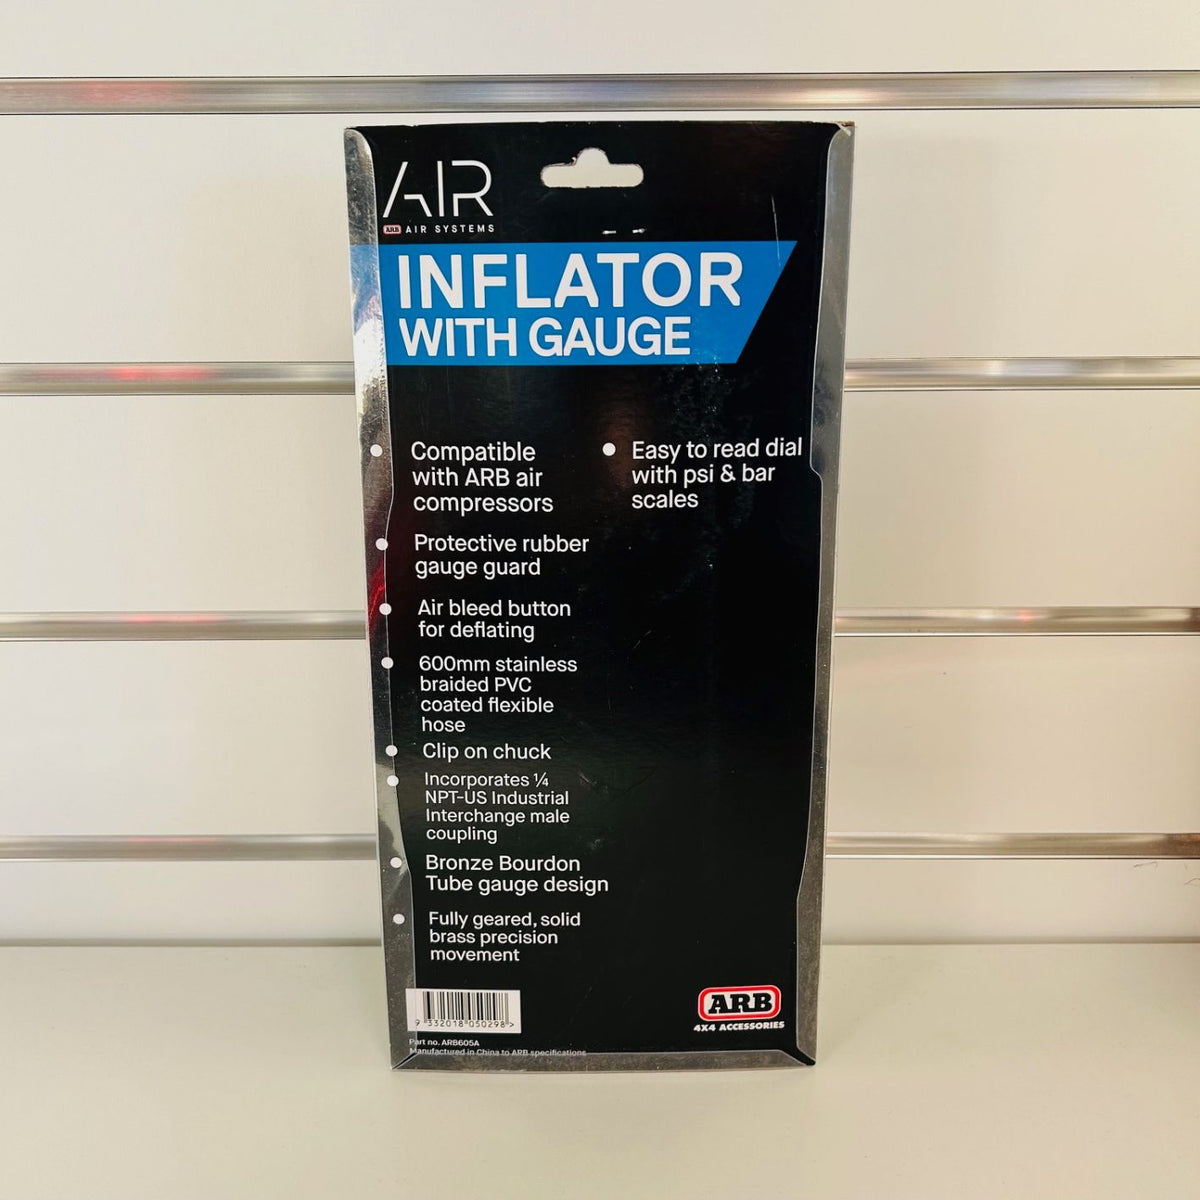 AIR
ARB AIR SYSTEMS
INFLATOR
WITH GAUGE
Compatible
with ARB air
compressors
Protective rubber
gauge guard
Air bleed button
for deflating
600mm stainless
braided PVC
coated flexible
hose
Clip on chuck
Incorporates ¼
NPT-US Industrial
Interchange male
coupling
Bronze Bourdon
Tube gauge design
Fully geared, solid
brass precision
movement
Easy to read dial
with psi & bar
scales
9 332018 050298 >
Part no. ARB605A
Manufactured in China to ARB specifications
ARB
4X4 ACCESSORIES